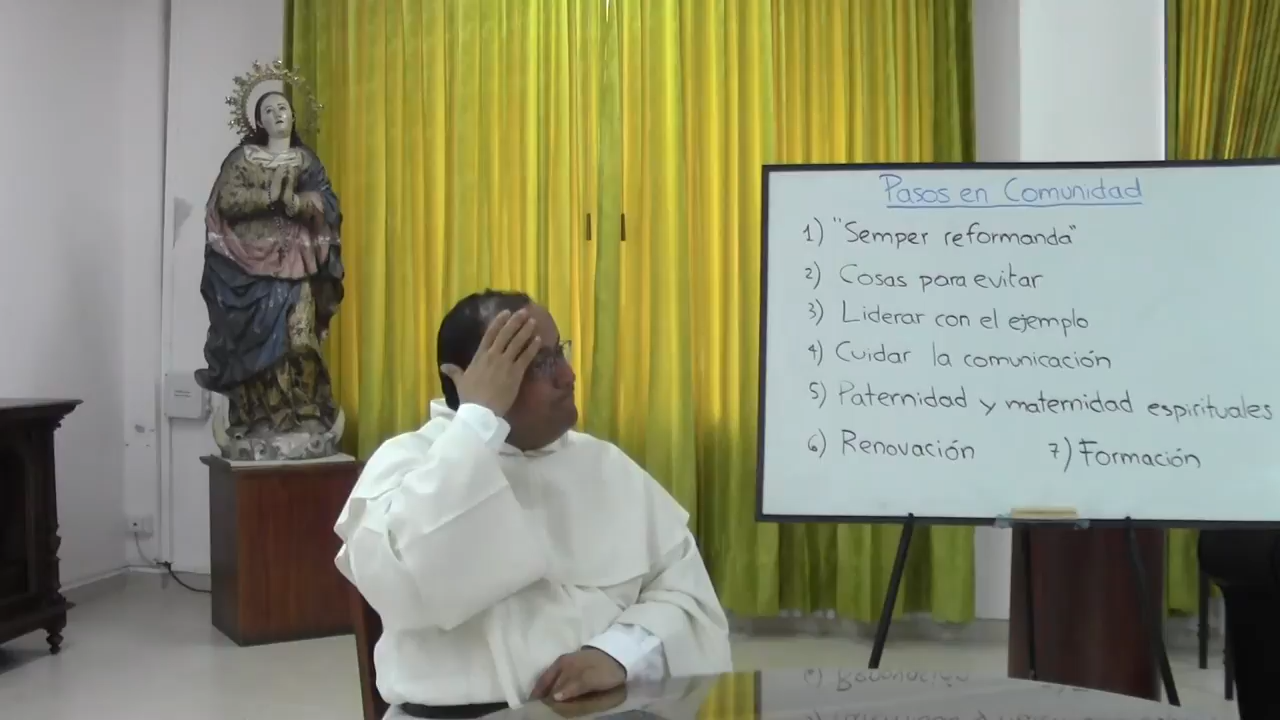 Pasos en Comunidad
1) "Semper reformanda"
2) Cosas para evitar
3) Liderar con el ejemplo
4) Cuidar la comunicación
5) Paternidad y maternidad espirituales
6) Renovación 7) Formación